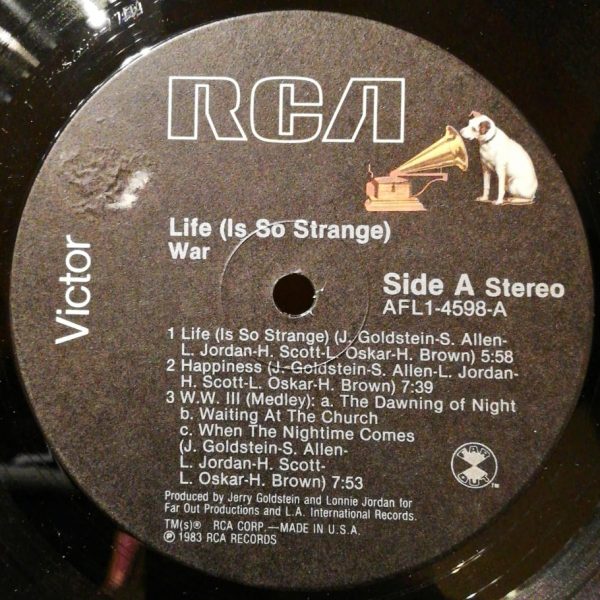 RCA
Victor
Life (Is So Strange)
War
Side A Stereo
AFL1-4598-A
1 Life (Is So Strange) (J. Goldstein-S. Allen-
L. Jordan-H. Scott-L. Oskar-H. Brown) 5:58
2 Happiness (J. Goldstein-S. Allen-L. Jordan-
H. Scott-L. Oskar-H. Brown) 7:39
3 W.W. III (Medley): a. The Dawning of Night
b. Waiting At The Church
c. When The Nightime Comes
(J. Goldstein-S. Allen-
L. Jordan-H. Scott-
L. Oskar-H. Brown) 7:53
FAR
OUT
TM
Produced by Jerry Goldstein and Lonnie Jordan for
Far Out Productions and L.A. International Records.
TM(s)® RCA CORP.—MADE IN U.S.A.
℗ 1983 RCA RECORDS